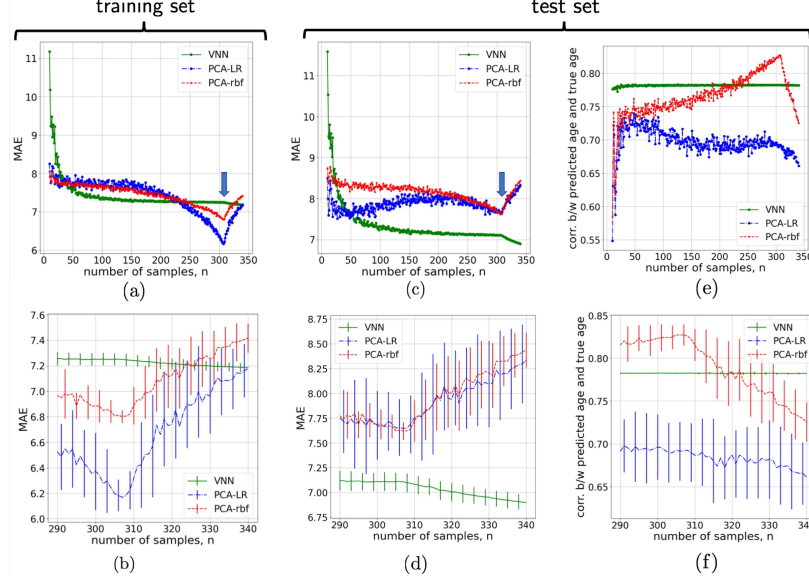 training set
test set
11
10
9
8
7
6
MAE
VNN
PCA-LR
PCA-rbf
0 50 100 150 200 250 300 350
number of samples, n
(a)
11
10
9
8
7
MAE
VNN
PCA-LR
PCA-rbf
0 50 100 150 200 250 300 350
number of samples, n
(c)
0.80
0.75
0.70
0.65
0.60
0.55
corr. b/w predicted age and true age
VNN
PCA-LR
PCA-rbf
0 50 100 150 200 250 300 350
number of samples, n
(e)
7.6
7.4
7.2
7.0
6.8
6.6
6.4
6.2
6.0
MAE
VNN
PCA-LR
PCA-rbf
290 300 310 320 330 340
number of samples, n
(b)
8.75
8.50
8.25
8.00
7.75
7.50
7.25
7.00
6.75
MAE
VNN
PCA-LR
PCA-rbf
290 300 310 320 330 340
number of samples, n
(d)
0.85
0.80
0.75
0.70
0.65
corr. b/w predicted age and true age
VNN
PCA-LR
PCA-rbf
290 300 310 320 330 340
number of samples, n
(f)